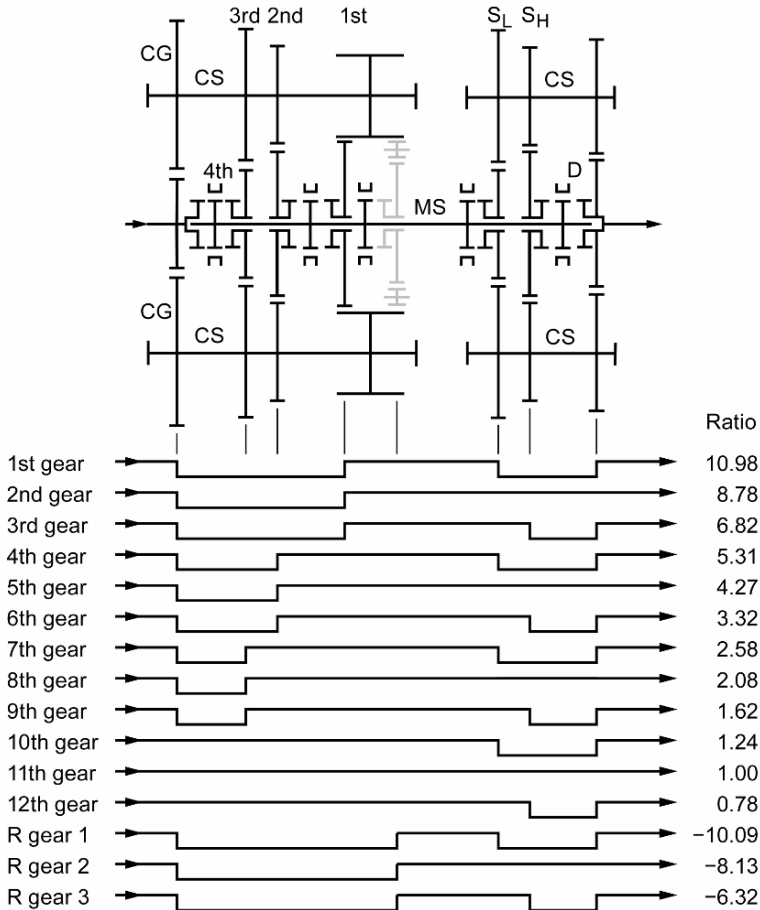 3rd 2nd 1st S_L S_H
CG
CS CS
4th D
MS
CG
CS CS
Ratio
1st gear 10.98
2nd gear 8.78
3rd gear 6.82
4th gear 5.31
5th gear 4.27
6th gear 3.32
7th gear 2.58
8th gear 2.08
9th gear 1.62
10th gear 1.24
11th gear 1.00
12th gear 0.78
R gear 1 −10.09
R gear 2 −8.13
R gear 3 −6.32